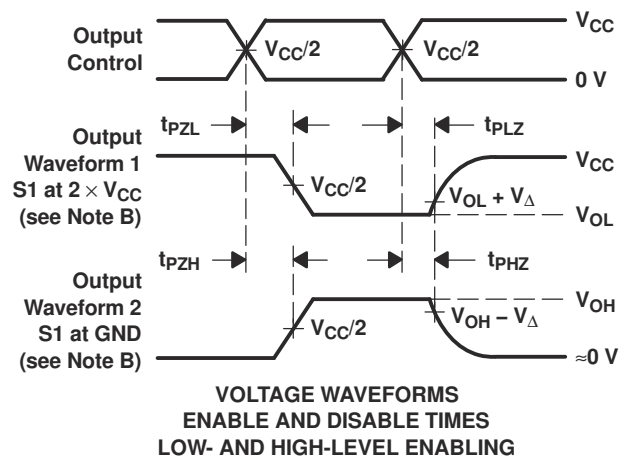 Output
Control
V_CC/2
V_CC/2
V_CC
0 V
t_PZL
t_PLZ
Output
Waveform 1
S1 at 2 × V_CC
(see Note B)
V_CC/2
V_OL + V_Δ
V_CC
V_OL
t_PZH
t_PHZ
Output
Waveform 2
S1 at GND
(see Note B)
V_CC/2
V_OH − V_Δ
V_OH
≈0 V
VOLTAGE WAVEFORMS
ENABLE AND DISABLE TIMES
LOW- AND HIGH-LEVEL ENABLING